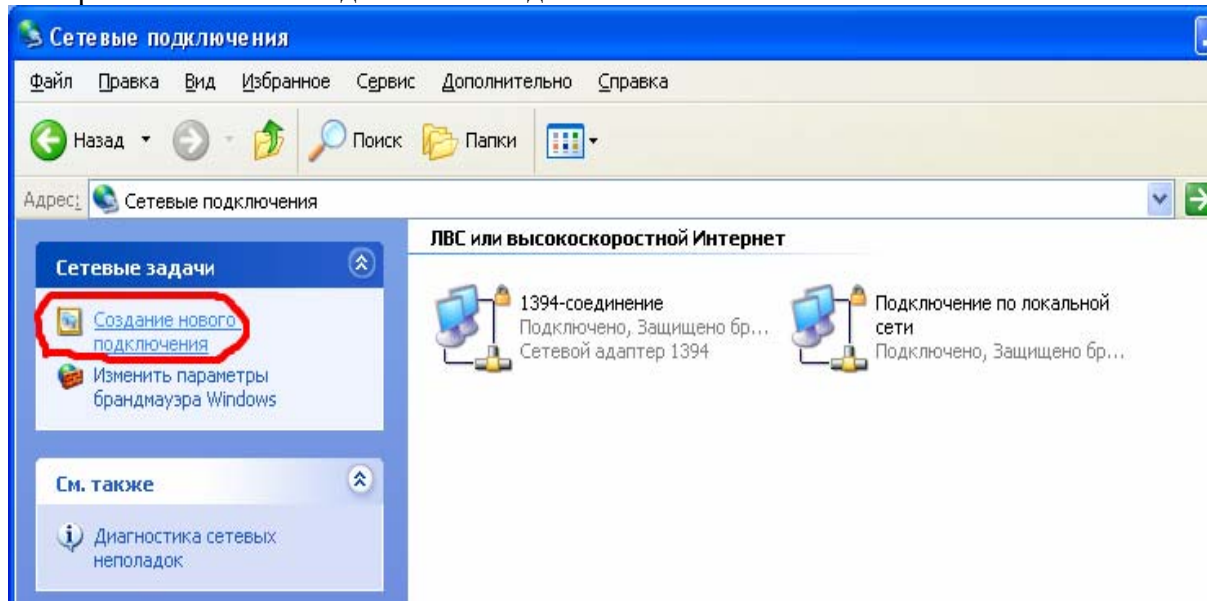 Сетевые подключения
Файл Правка Вид Избранное Сервис Дополнительно Справка
Назад Поиск Папки
Адрес: Сетевые подключения
Сетевые задачи
Создание нового
подключения
Изменить параметры
брандмауэра Windows
См. также
Диагностика сетевых
неполадок
ЛВС или высокоскоростной Интернет
1394-соединение
Подключено, Защищено бр...
Сетевой адаптер 1394
Подключение по локальной
сети
Подключено, Защищено бр...